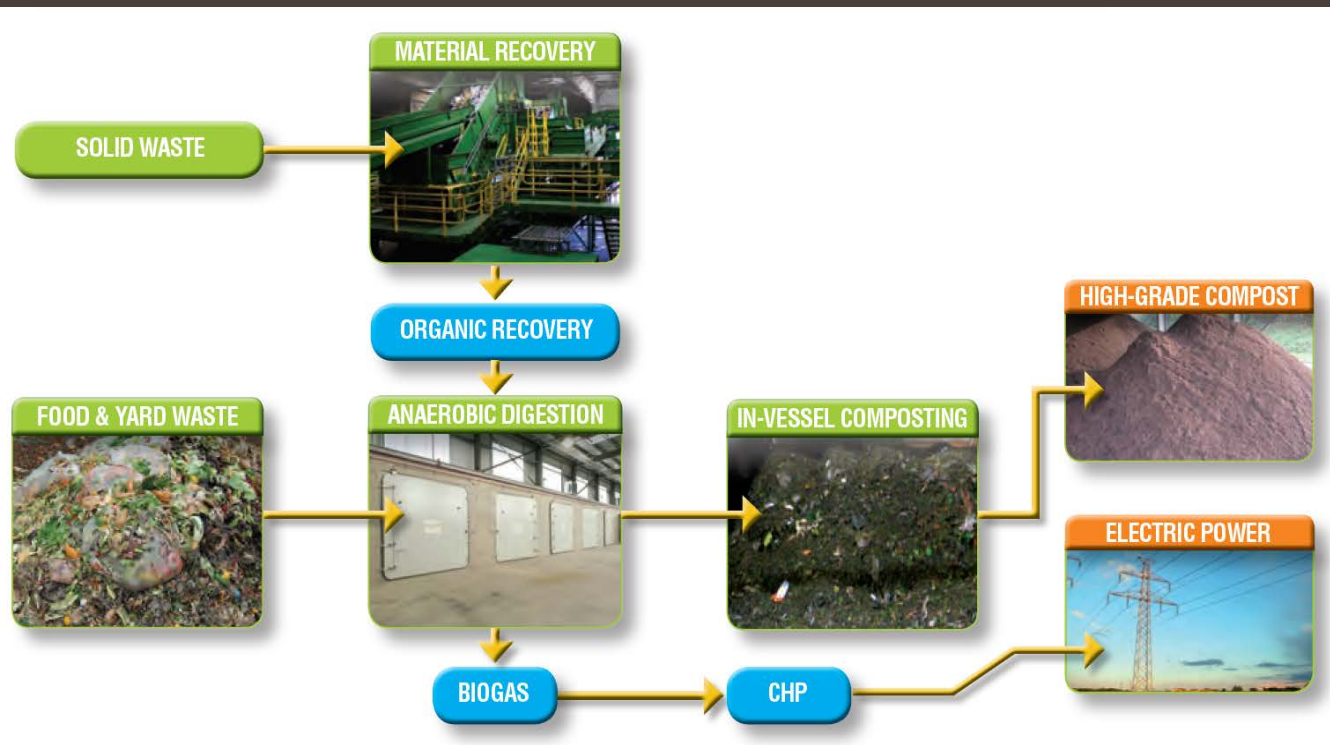 MATERIAL RECOVERY
SOLID WASTE
ORGANIC RECOVERY
HIGH-GRADE COMPOST
FOOD & YARD WASTE
ANAEROBIC DIGESTION
IN-VESSEL COMPOSTING
ELECTRIC POWER
BIOGAS
CHP